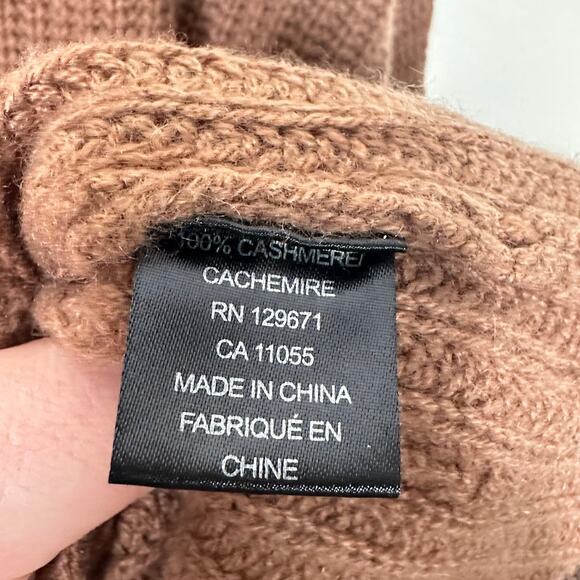 100% CASHMERE/
CACHEMIRE
RN 129671
CA 11055
MADE IN CHINA
FABRIQUÉ EN
CHINE